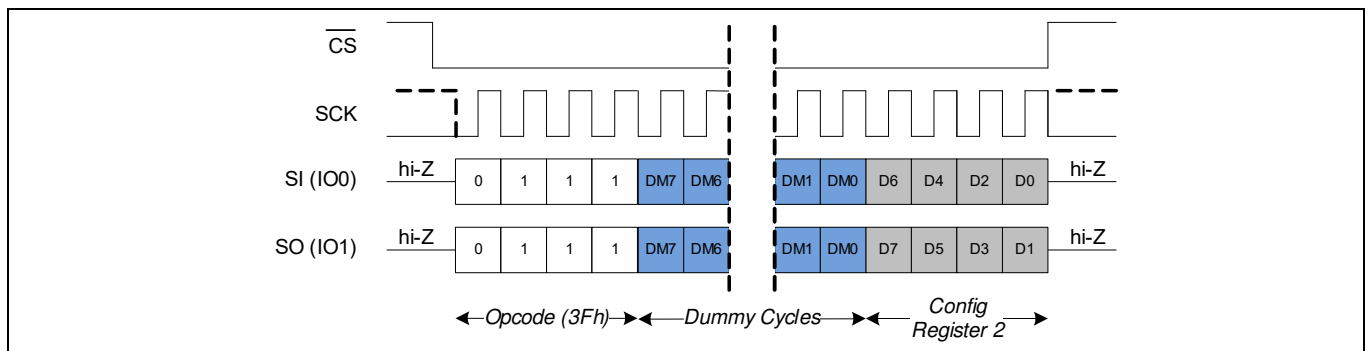 CS
SCK
SI (IO0) hi-Z 0 1 1 1 DM7 DM6 DM1 DM0 D6 D4 D2 D0 hi-Z
SO (IO1) hi-Z 0 1 1 1 DM7 DM6 DM1 DM0 D7 D5 D3 D1 hi-Z
Opcode (3Fh) Dummy Cycles Config
Register 2